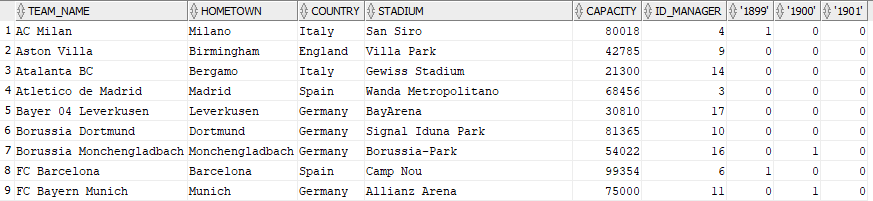 TEAM_NAME HOMETOWN COUNTRY STADIUM CAPACITY ID_MANAGER '1899' '1900' '1901'
1 AC Milan Milano Italy San Siro 80018 4 1 0 0
2 Aston Villa Birmingham England Villa Park 42785 9 0 0 0
3 Atalanta BC Bergamo Italy Gewiss Stadium 21300 14 0 0 0
4 Atletico de Madrid Madrid Spain Wanda Metropolitano 68456 3 0 0 0
5 Bayer 04 Leverkusen Leverkusen Germany BayArena 30810 17 0 0 0
6 Borussia Dortmund Dortmund Germany Signal Iduna Park 81365 10 0 0 0
7 Borussia Monchengladbach Monchengladbach Germany Borussia-Park 54022 16 0 1 0
8 FC Barcelona Barcelona Spain Camp Nou 99354 6 1 0 0
9 FC Bayern Munich Munich Germany Allianz Arena 75000 11 0 1 0